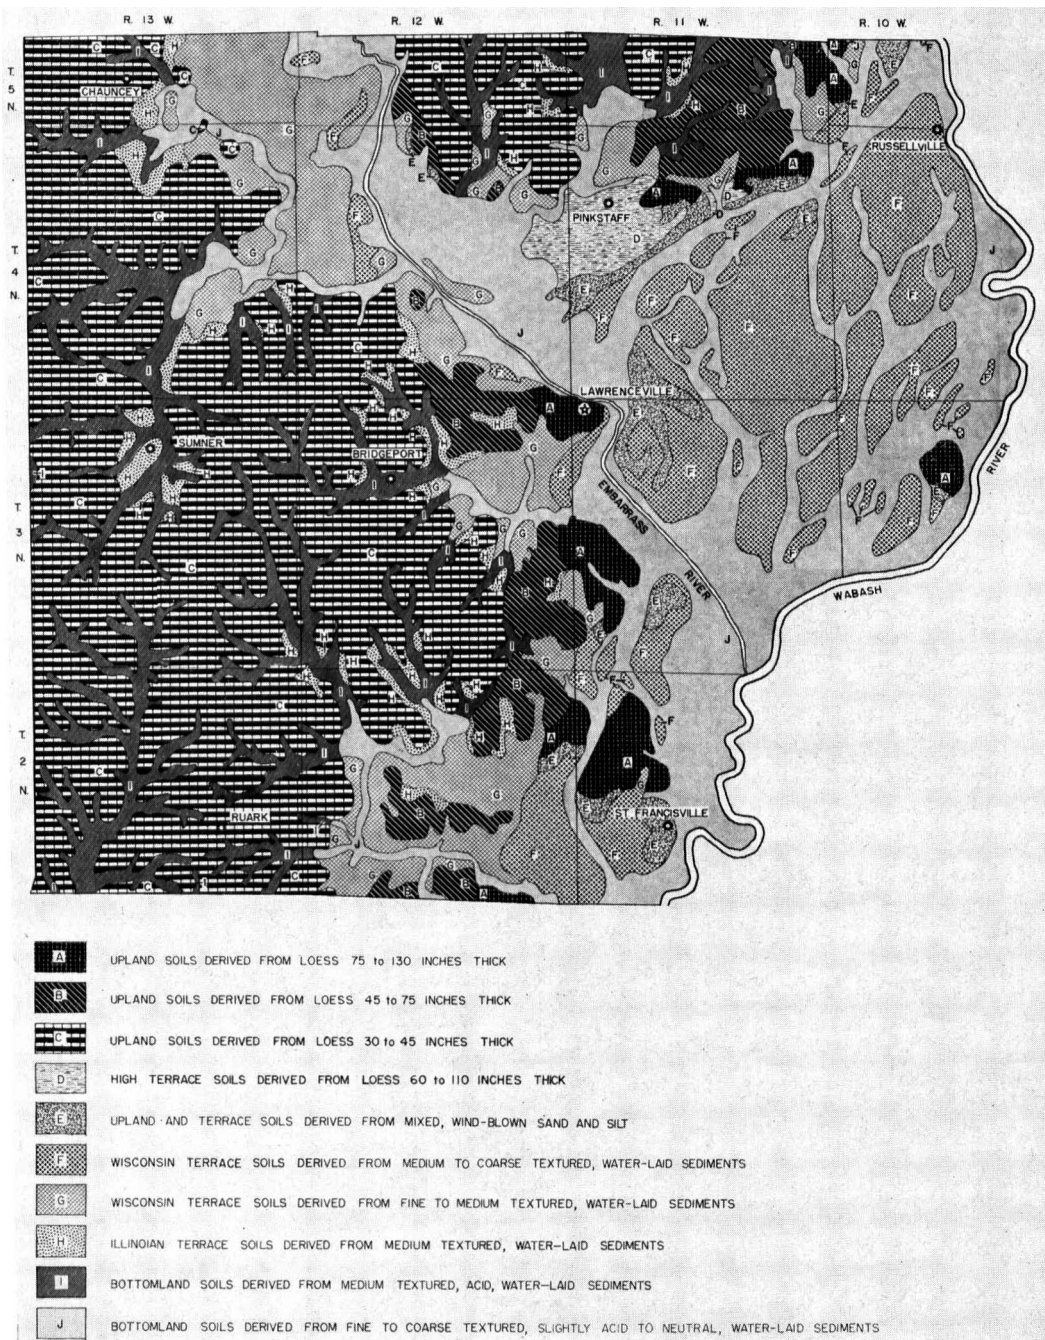 R. 13 W. R. 12 W. R. 11 W. R. 10 W.
T. 5 N.
CHAUNCEY
RUSSELLVILLE
PINKSTAFF
T. 4 N.
LAWRENCEVILLE
SUMNER
BRIDGEPORT
EMBARRASS RIVER
RIVER
WABASH
T. 3 N.
T. 2 N.
RUARK
ST FRANCISVILLE
A UPLAND SOILS DERIVED FROM LOESS 75 to 130 INCHES THICK
B UPLAND SOILS DERIVED FROM LOESS 45 to 75 INCHES THICK
C UPLAND SOILS DERIVED FROM LOESS 30 to 45 INCHES THICK
D HIGH TERRACE SOILS DERIVED FROM LOESS 60 to 110 INCHES THICK
E UPLAND AND TERRACE SOILS DERIVED FROM MIXED, WIND-BLOWN SAND AND SILT
F WISCONSIN TERRACE SOILS DERIVED FROM MEDIUM TO COARSE TEXTURED, WATER-LAID SEDIMENTS
G WISCONSIN TERRACE SOILS DERIVED FROM FINE TO MEDIUM TEXTURED, WATER-LAID SEDIMENTS
H ILLINOIAN TERRACE SOILS DERIVED FROM MEDIUM TEXTURED, WATER-LAID SEDIMENTS
I BOTTOMLAND SOILS DERIVED FROM MEDIUM TEXTURED, ACID, WATER-LAID SEDIMENTS
J BOTTOMLAND SOILS DERIVED FROM FINE TO COARSE TEXTURED, SLIGHTLY ACID TO NEUTRAL, WATER-LAID SEDIMENTS